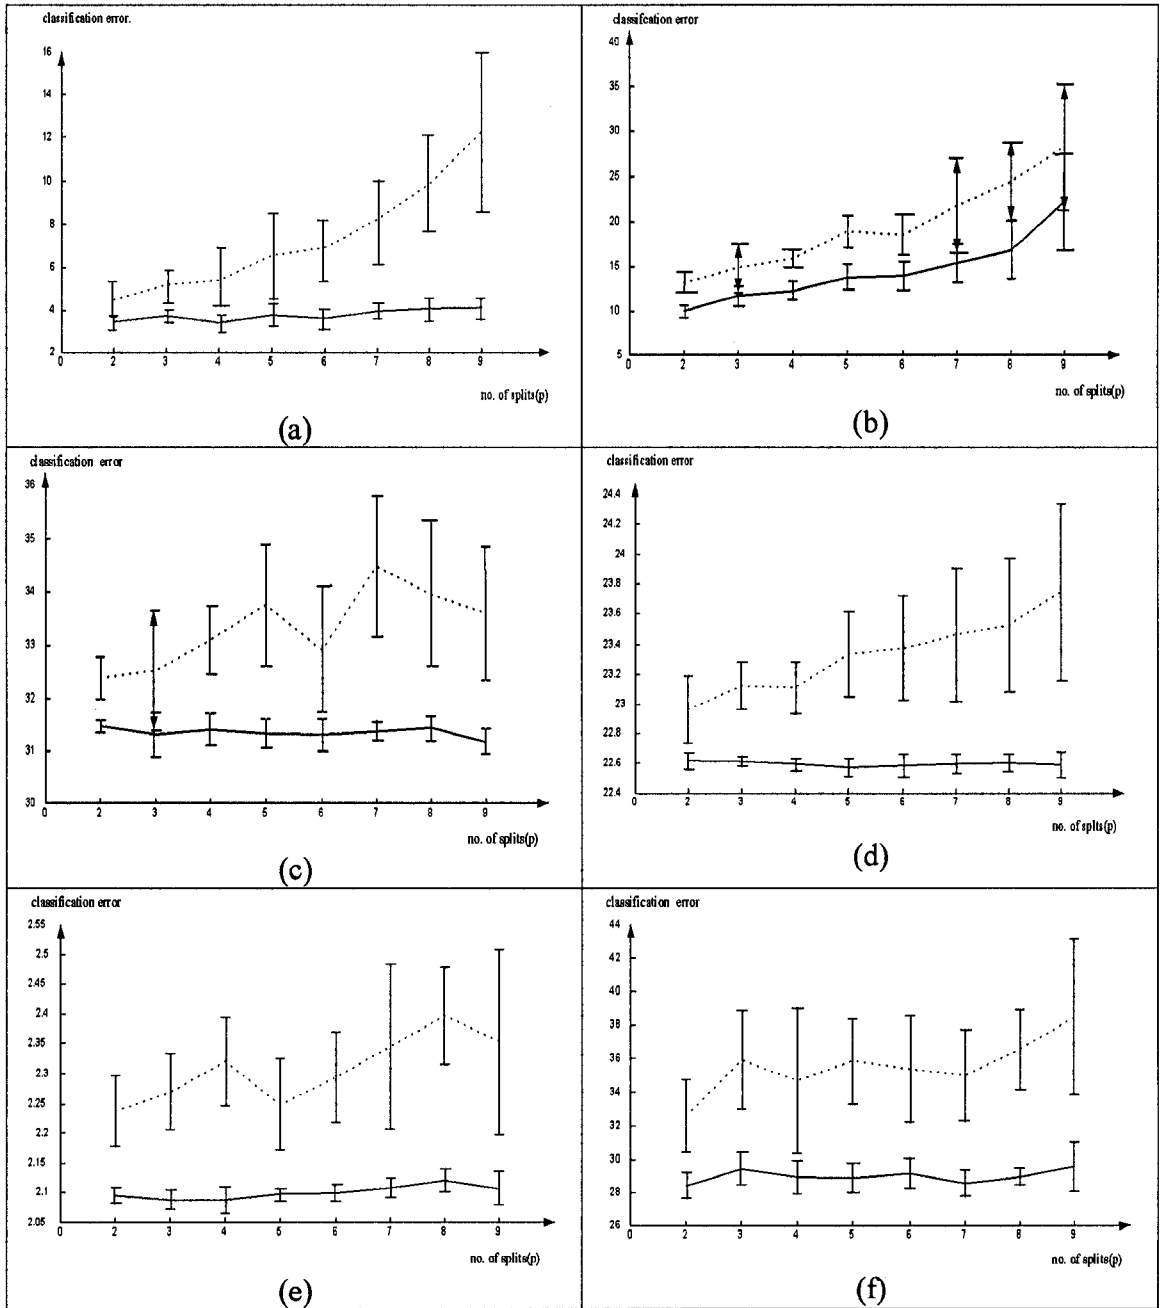 classification error.
16
14
12
10
8
6
4
2
0 2 3 4 5 6 7 8 9
no. of splits(p)
(a)
classification error
40
35
30
25
20
15
10
5
0 2 3 4 5 6 7 8 9
no. of splits(p)
(b)
classification error
36
35
34
33
32
31
30
0 2 3 4 5 6 7 8 9
no. of splits(p)
(c)
classification error
24.4
24.2
24
23.8
23.6
23.4
23.2
23
22.8
22.6
22.4
0 2 3 4 5 6 7 8 9
no. of splts(p)
(d)
classification error
2.55
2.5
2.45
2.4
2.35
2.3
2.25
2.2
2.15
2.1
2.05
0 2 3 4 5 6 7 8 9
no. of splits(p)
(e)
classification error
44
42
40
38
36
34
32
30
28
26
0 2 3 4 5 6 7 8 9
no. of splits(p)
(f)